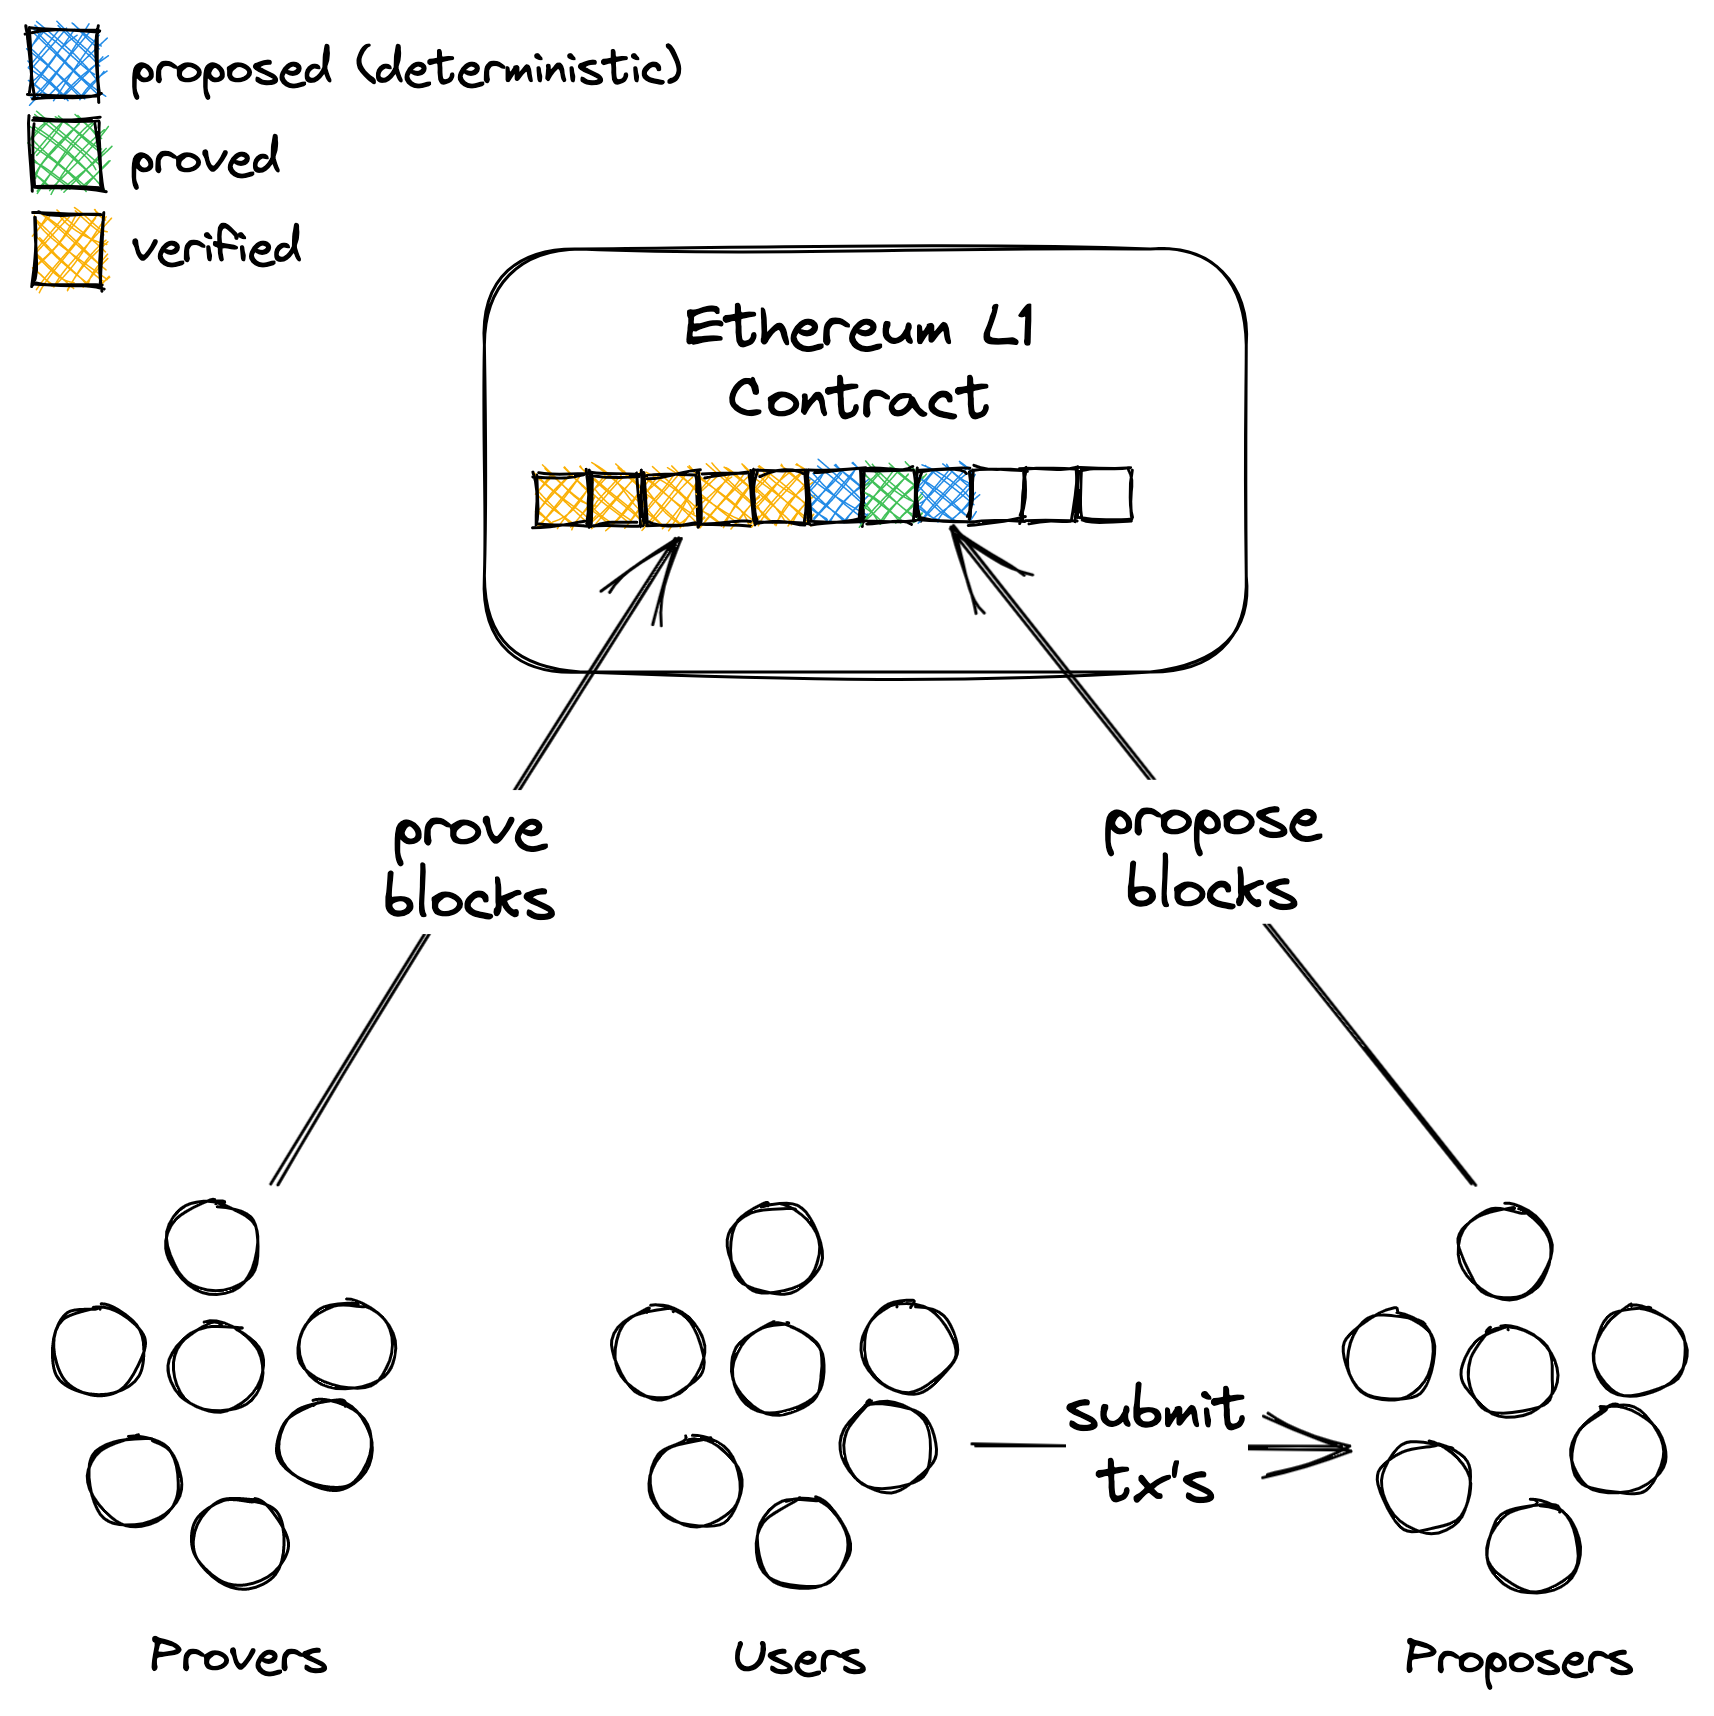 proposed (deterministic)
proved
verified
Ethereum L1
Contract
prove
blocks
propose
blocks
submit
tx's
Provers
Users
Proposers